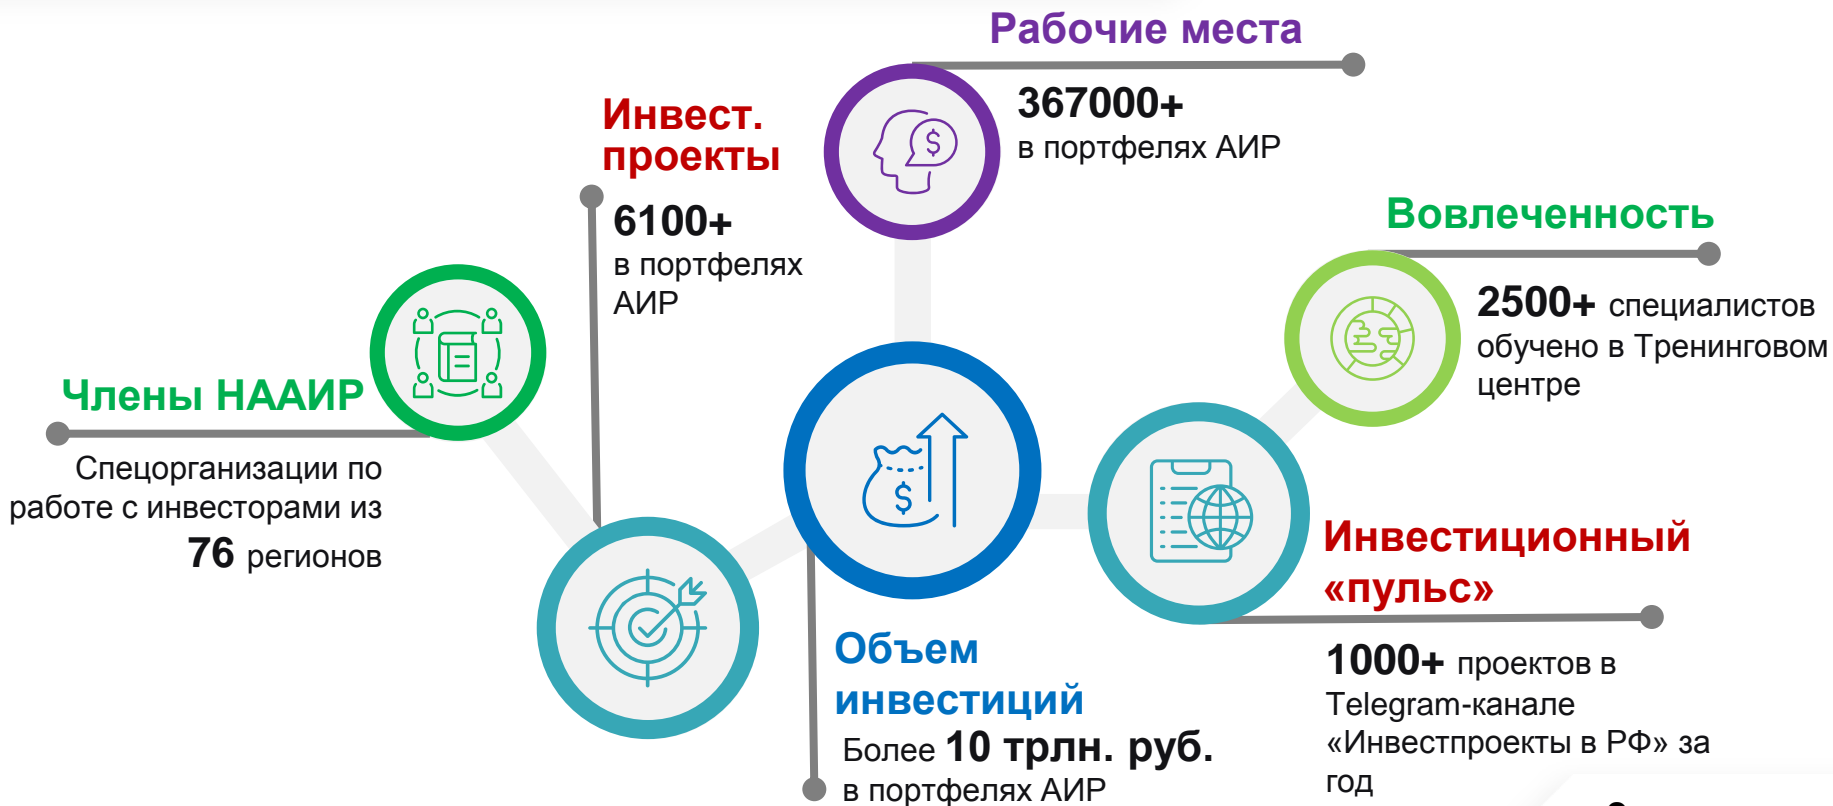 Рабочие места
367000+
в портфелях АИР
Инвест.
проекты
6100+
в портфелях
АИР
Вовлеченность
2500+ специалистов
обучено в Тренинговом
центре
Члены НААИР
Спецорганизации по
работе с инвесторами из
76 регионов
Инвестиционный
«пульс»
1000+ проектов в
Telegram-канале
«Инвестпроекты в РФ» за
год
Объем
инвестиций
Более 10 трлн. руб.
в портфелях АИР